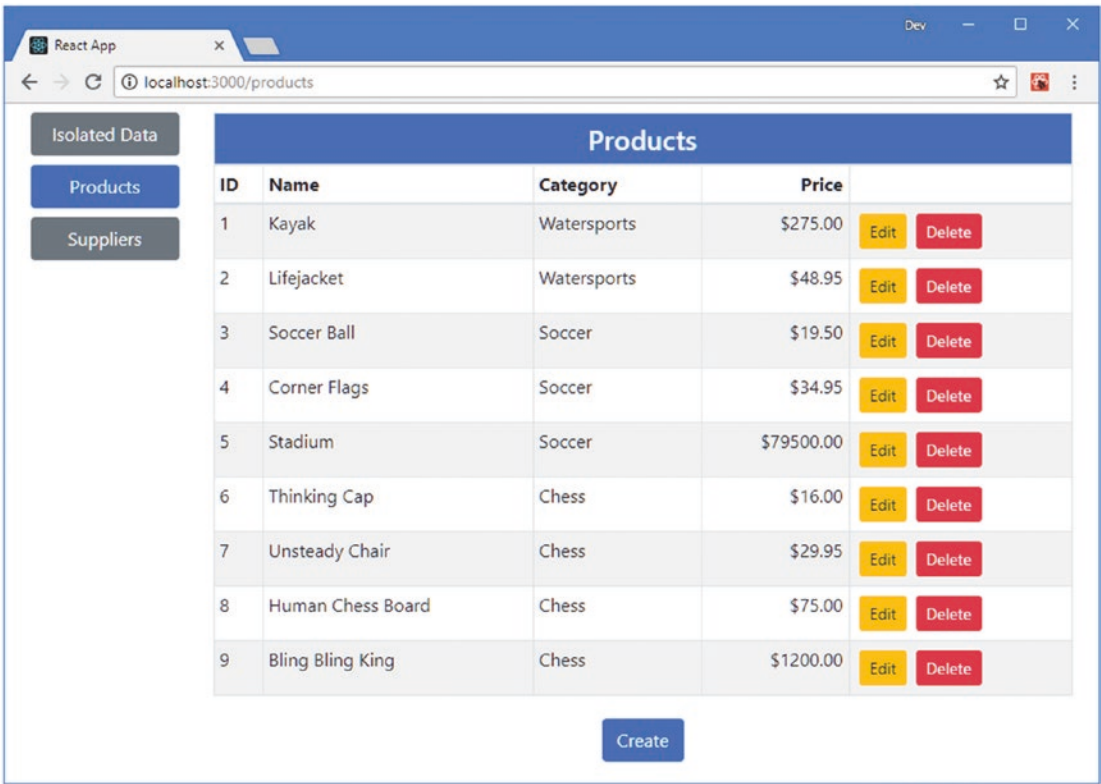 Dev
React App
localhost:3000/products
Isolated Data
Products
Suppliers
Products
ID Name Category Price
1 Kayak Watersports $275.00 Edit Delete
2 Lifejacket Watersports $48.95 Edit Delete
3 Soccer Ball Soccer $19.50 Edit Delete
4 Corner Flags Soccer $34.95 Edit Delete
5 Stadium Soccer $79500.00 Edit Delete
6 Thinking Cap Chess $16.00 Edit Delete
7 Unsteady Chair Chess $29.95 Edit Delete
8 Human Chess Board Chess $75.00 Edit Delete
9 Bling Bling King Chess $1200.00 Edit Delete
Create